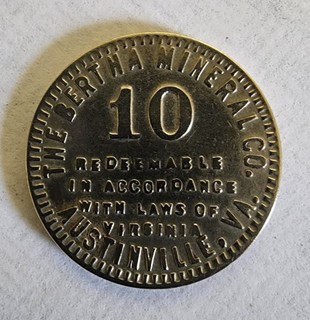 THE BERTHA MINERAL CO.
10
REDEEMABLE
IN ACCORDANCE
WITH LAWS OF
VIRGINIA
AUSTINVILLE, VA.